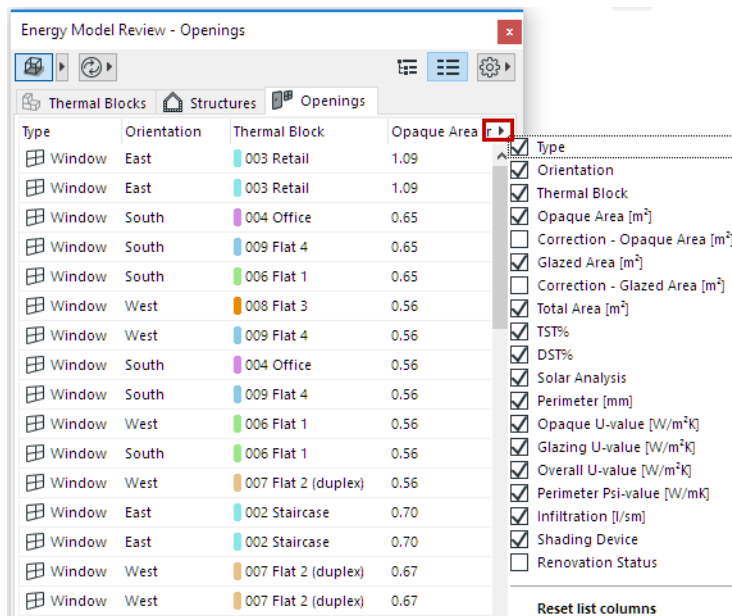 Energy Model Review - Openings
x
Thermal Blocks Structures Openings
Type Orientation Thermal Block Opaque Area
Window East 003 Retail 1.09
Window East 003 Retail 1.09
Window South 004 Office 0.65
Window South 009 Flat 4 0.65
Window South 006 Flat 1 0.65
Window West 008 Flat 3 0.56
Window West 009 Flat 4 0.56
Window South 004 Office 0.56
Window South 009 Flat 4 0.56
Window West 006 Flat 1 0.56
Window South 006 Flat 1 0.56
Window West 007 Flat 2 (duplex) 0.56
Window East 002 Staircase 0.70
Window East 002 Staircase 0.70
Window West 007 Flat 2 (duplex) 0.67
Window West 007 Flat 2 (duplex) 0.67
Type
Orientation
Thermal Block
Opaque Area [m²]
Correction - Opaque Area [m²]
Glazed Area [m²]
Correction - Glazed Area [m²]
Total Area [m²]
TST%
DST%
Solar Analysis
Perimeter [mm]
Opaque U-value [W/m²K]
Glazing U-value [W/m²K]
Overall U-value [W/m²K]
Perimeter Psi-value [W/mK]
Infiltration [l/sm]
Shading Device
Renovation Status
Reset list columns